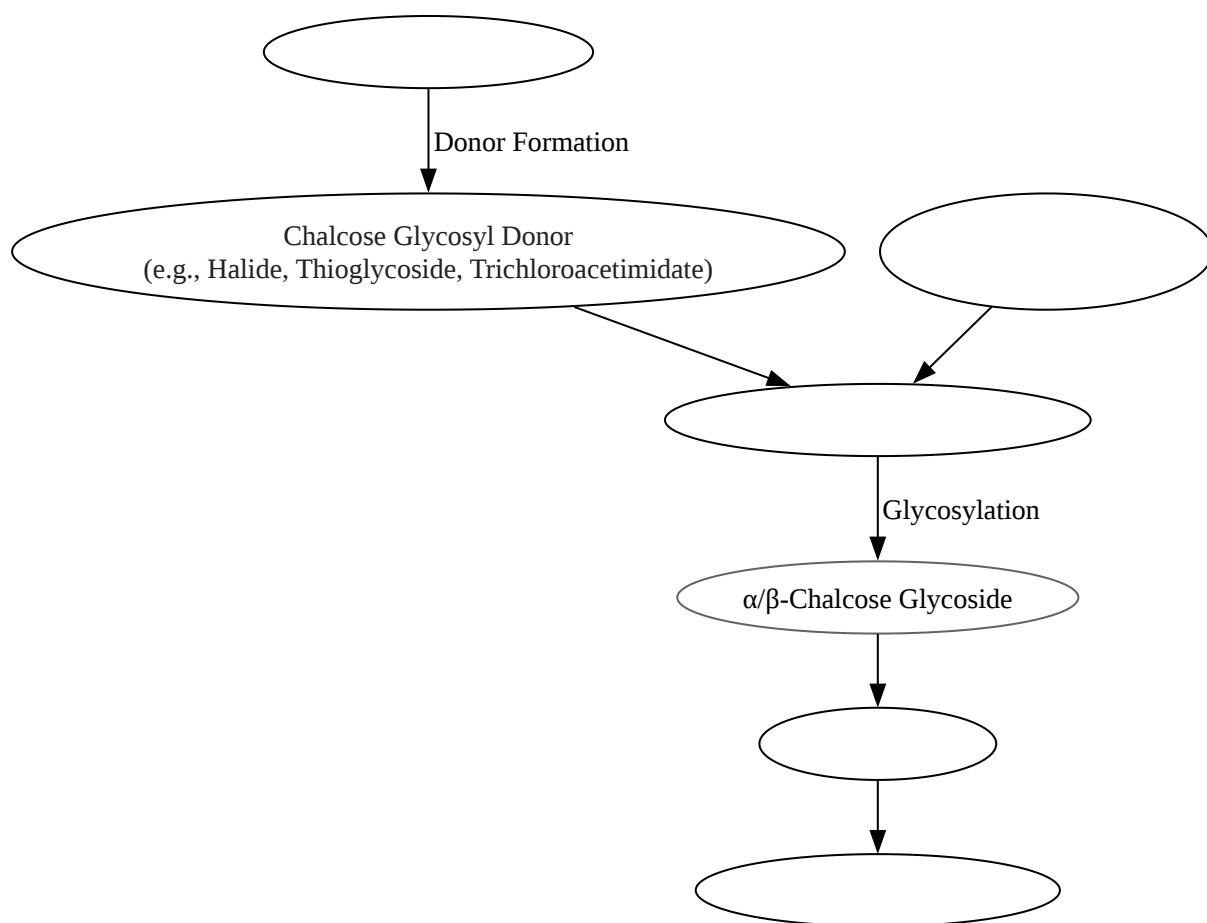 Donor Formation
Chalcose Glycosyl Donor
(e.g., Halide, Thioglycoside, Trichloroacetimidate)
Glycosylation
α/β-Chalcose Glycoside